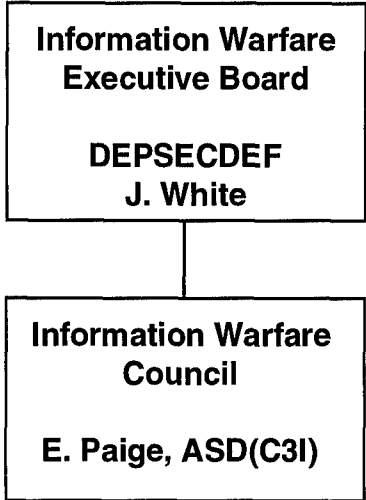 Information Warfare
Executive Board
DEPSECDEF
J. White
Information Warfare
Council
E. Paige, ASD(C3I)